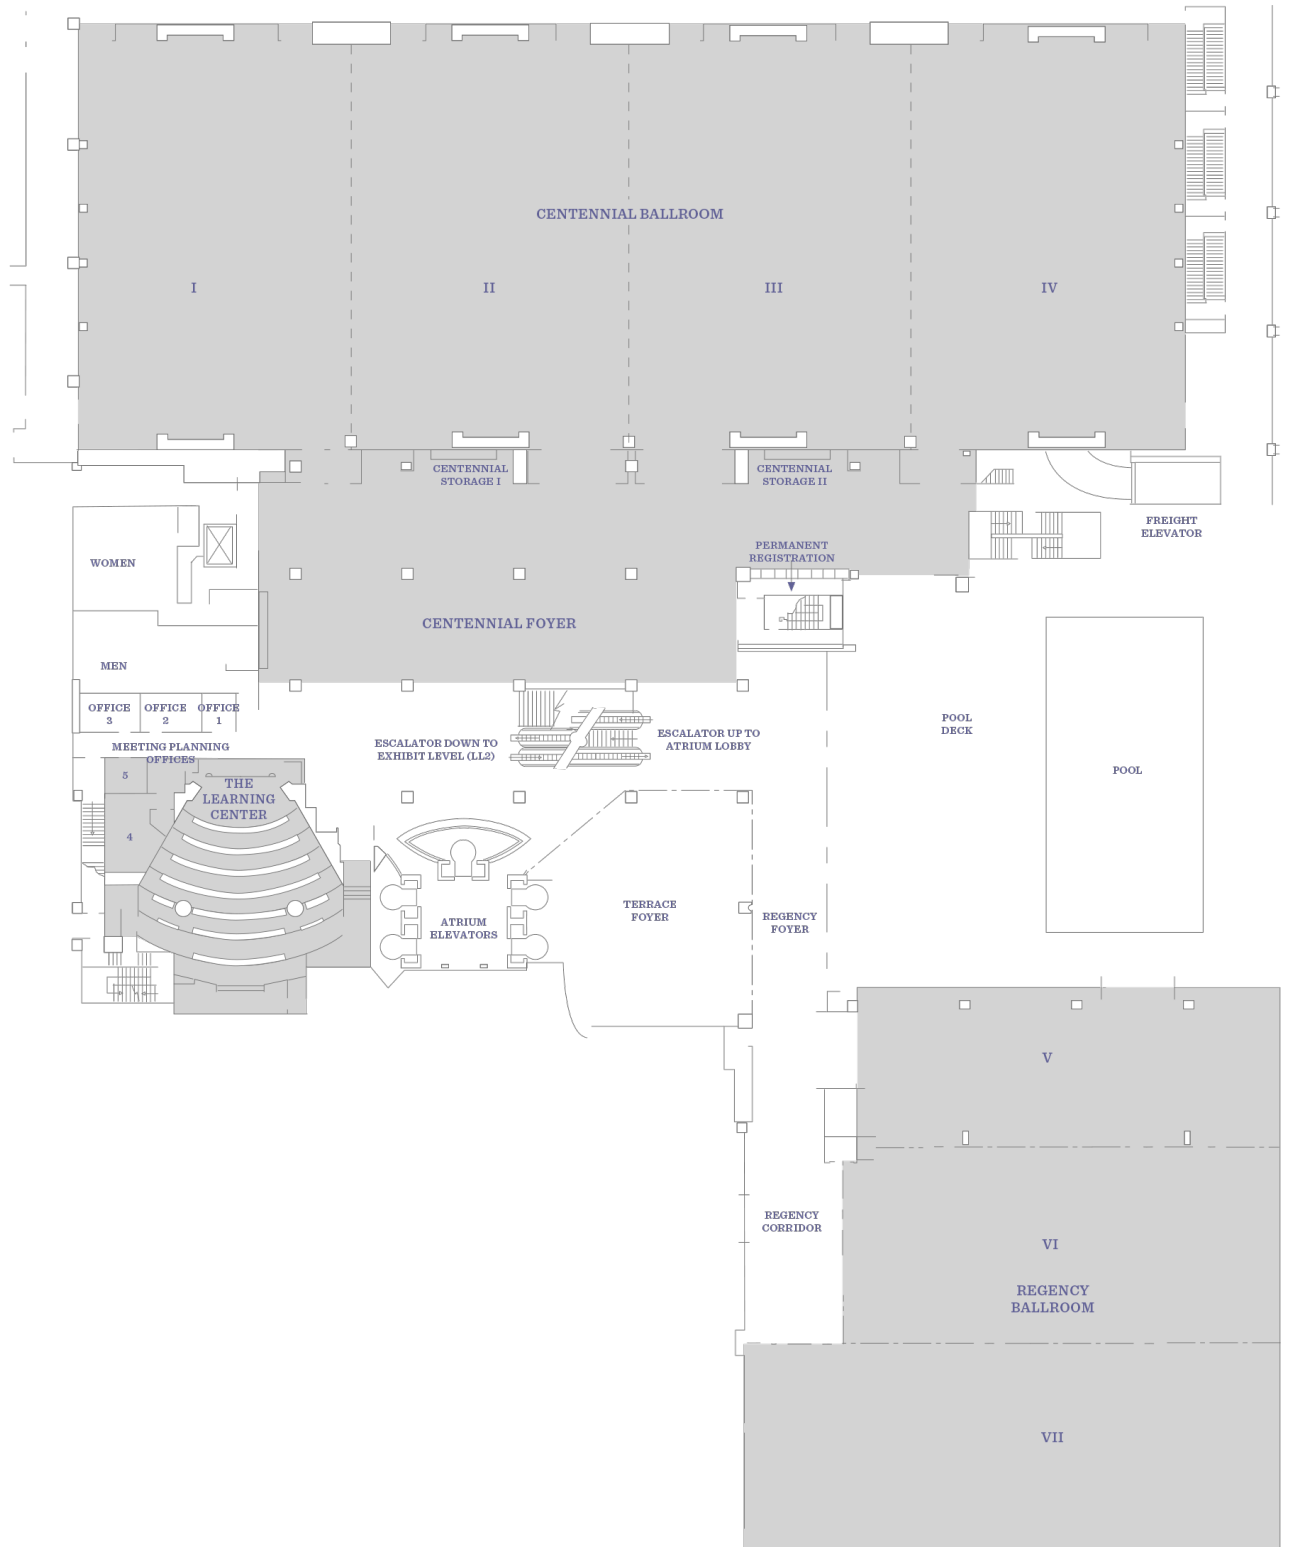 CENTENNIAL BALLROOM
I
II
III
IV
CENTENNIAL
STORAGE I
CENTENNIAL
STORAGE II
FREIGHT
ELEVATOR
PERMANENT
REGISTRATION
WOMEN
CENTENNIAL FOYER
MEN
OFFICE
3
OFFICE
2
OFFICE
1
MEETING PLANNING
OFFICES
ESCALATOR DOWN TO
EXHIBIT LEVEL (LL2)
ESCALATOR UP TO
ATRIUM LOBBY
POOL
DECK
POOL
5
4
THE
LEARNING
CENTER
ATRIUM
ELEVATORS
TERRACE
FOYER
REGENCY
FOYER
V
REGENCY
CORRIDOR
VI
REGENCY
BALLROOM
VII